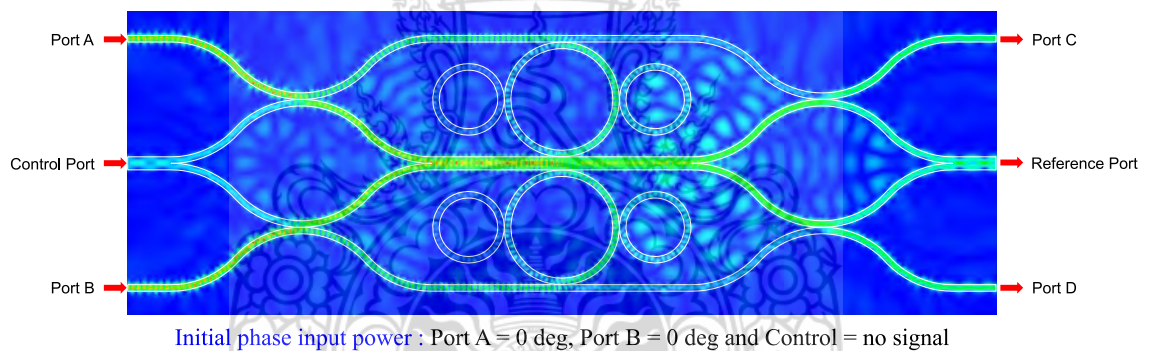 Port A
Port C
Control Port
Reference Port
Port B
Port D
Initial phase input power : Port A = 0 deg, Port B = 0 deg and Control = no signal